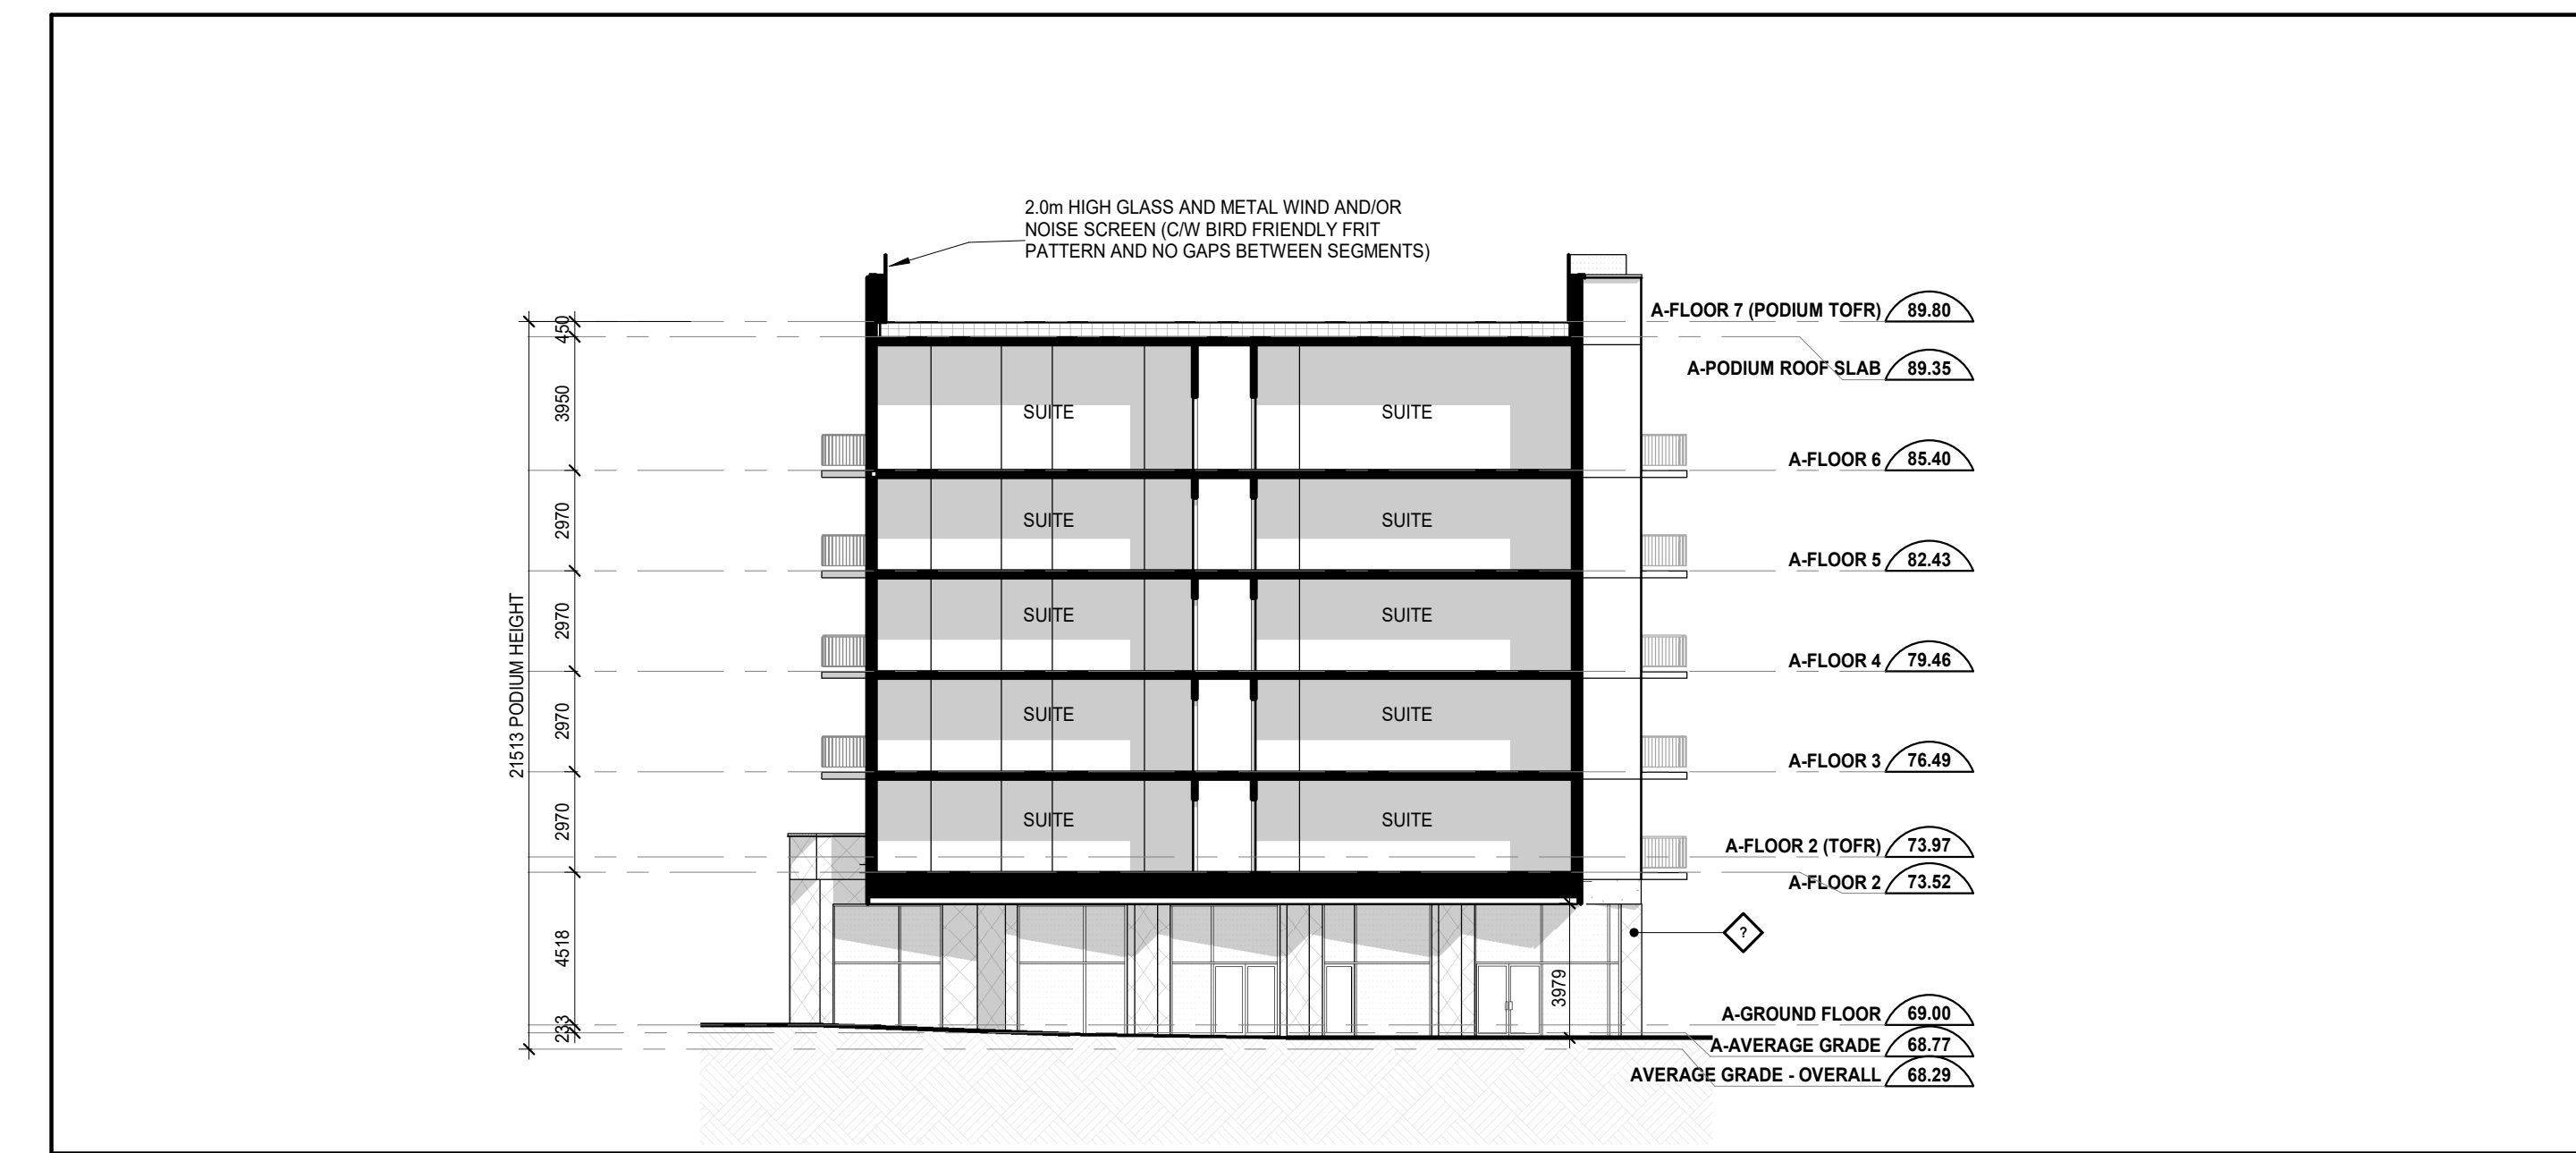 2.0m HIGH GLASS AND METAL WIND AND/OR
NOISE SCREEN (C/W BIRD FRIENDLY FRIT
PATTERN AND NO GAPS BETWEEN SEGMENTS)
A-FLOOR 7 (PODIUM TOFR) 89.80
A-PODIUM ROOF SLAB 89.35
A-FLOOR 6 85.40
A-FLOOR 5 82.43
A-FLOOR 4 79.46
A-FLOOR 3 76.49
A-FLOOR 2 (TOFR) 73.97
A-FLOOR 2 73.52
?
A-GROUND FLOOR 69.00
A-AVERAGE GRADE 68.77
AVERAGE GRADE - OVERALL 68.29
SUITE SUITE
SUITE SUITE
SUITE SUITE
SUITE SUITE
SUITE SUITE
450
3950
2970
2970
2970
2970
4518
233
21513 PODIUM HEIGHT
3979